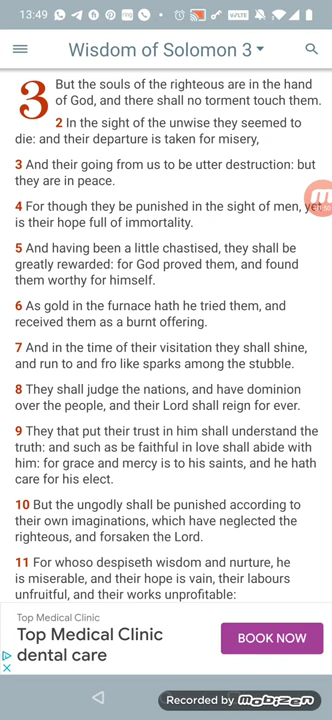 13:49
Wisdom of Solomon 3
3 But the souls of the righteous are in the hand
of God, and there shall no torment touch them.
2 In the sight of the unwise they seemed to
die: and their departure is taken for misery,
3 And their going from us to be utter destruction: but
they are in peace.
4 For though they be punished in the sight of men, yet
is their hope full of immortality.
5 And having been a little chastised, they shall be
greatly rewarded: for God proved them, and found
them worthy for himself.
6 As gold in the furnace hath he tried them, and
received them as a burnt offering.
7 And in the time of their visitation they shall shine,
and run to and fro like sparks among the stubble.
8 They shall judge the nations, and have dominion
over the people, and their Lord shall reign for ever.
9 They that put their trust in him shall understand the
truth: and such as be faithful in love shall abide with
him: for grace and mercy is to his saints, and he hath
care for his elect.
10 But the ungodly shall be punished according to
their own imaginations, which have neglected the
righteous, and forsaken the Lord.
11 For whoso despiseth wisdom and nurture, he
is miserable, and their hope is vain, their labours
unfruitful, and their works unprofitable:
Top Medical Clinic
Top Medical Clinic
dental care
BOOK NOW
Recorded by Mobizen